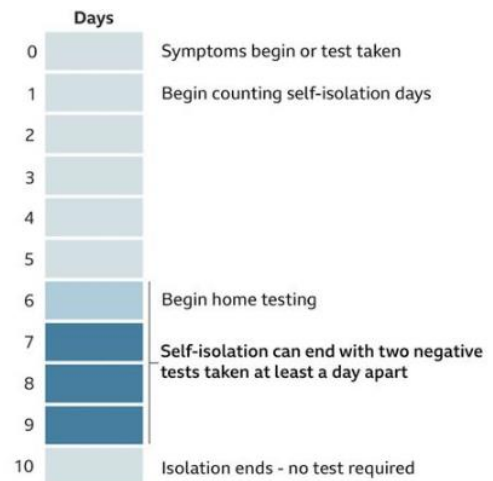 Days
0 Symptoms begin or test taken
1 Begin counting self-isolation days
2
3
4
5
6 Begin home testing
7
Self-isolation can end with two negative
8 tests taken at least a day apart
9
10 Isolation ends - no test required